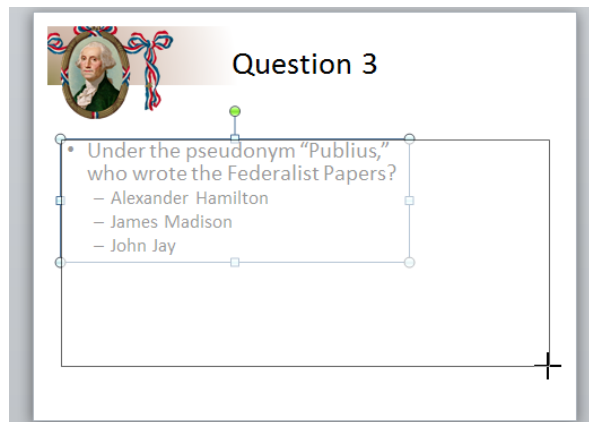 Question 3
• Under the pseudonym “Publius,”
who wrote the Federalist Papers?
– Alexander Hamilton
– James Madison
– John Jay